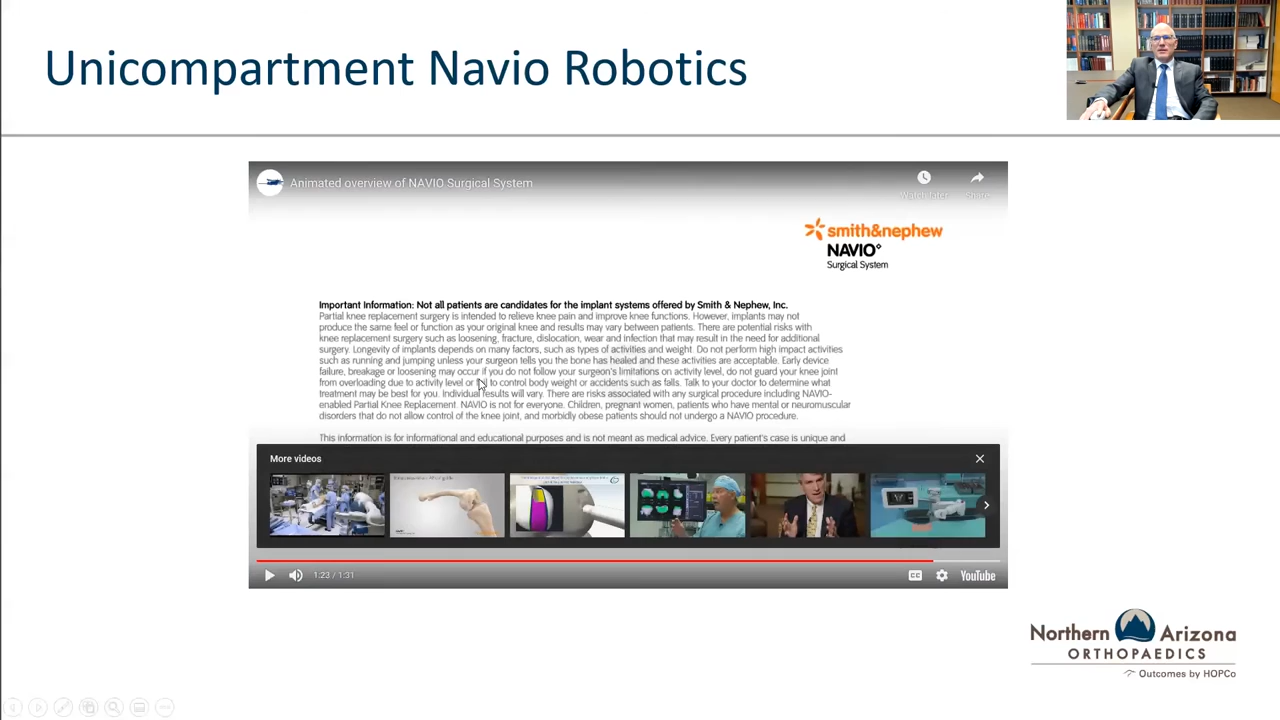 Unicompartment Navio Robotics
Animated overview of NAVIO Surgical System
Watch later
Share
smith&nephew
NAVIO°
Surgical System
Important Information: Not all patients are candidates for the implant systems offered by Smith & Nephew, Inc.
Partial knee replacement surgery is intended to relieve knee pain and improve knee functions. However, implants may not
produce the same feel or function as your original knee and results may vary between patients. There are potential risks with
knee replacement surgery such as loosening, fracture, dislocation, wear and infection that may result in the need for additional
surgery. Longevity of implants depends on many factors, such as types of activities and weight. Do not perform high impact activities
such as running and jumping unless your surgeon tells you the bone has healed and these activities are acceptable. Early device
failure, breakage or loosening may occur if you do not follow your surgeon's limitations on activity level, do not guard your knee joint
from overloading due to activity level or to control body weight or accidents such as falls. Talk to your doctor to determine what
treatment may be best for you. Individual results will vary. There are risks associated with any surgical procedure including NAVIO-
enabled Partial Knee Replacement. NAVIO is not for everyone. Children, pregnant women, patients who have mental or neuromuscular
disorders that do not allow control of the knee joint, and morbidly obese patients should not undergo a NAVIO procedure.
This information is for informational and educational purposes and is not meant as medical advice. Every patient's case is unique and
More videos
1:23 / 1:31
CC
YouTube
Northern Arizona
ORTHOPAEDICS
Outcomes by HOPCo